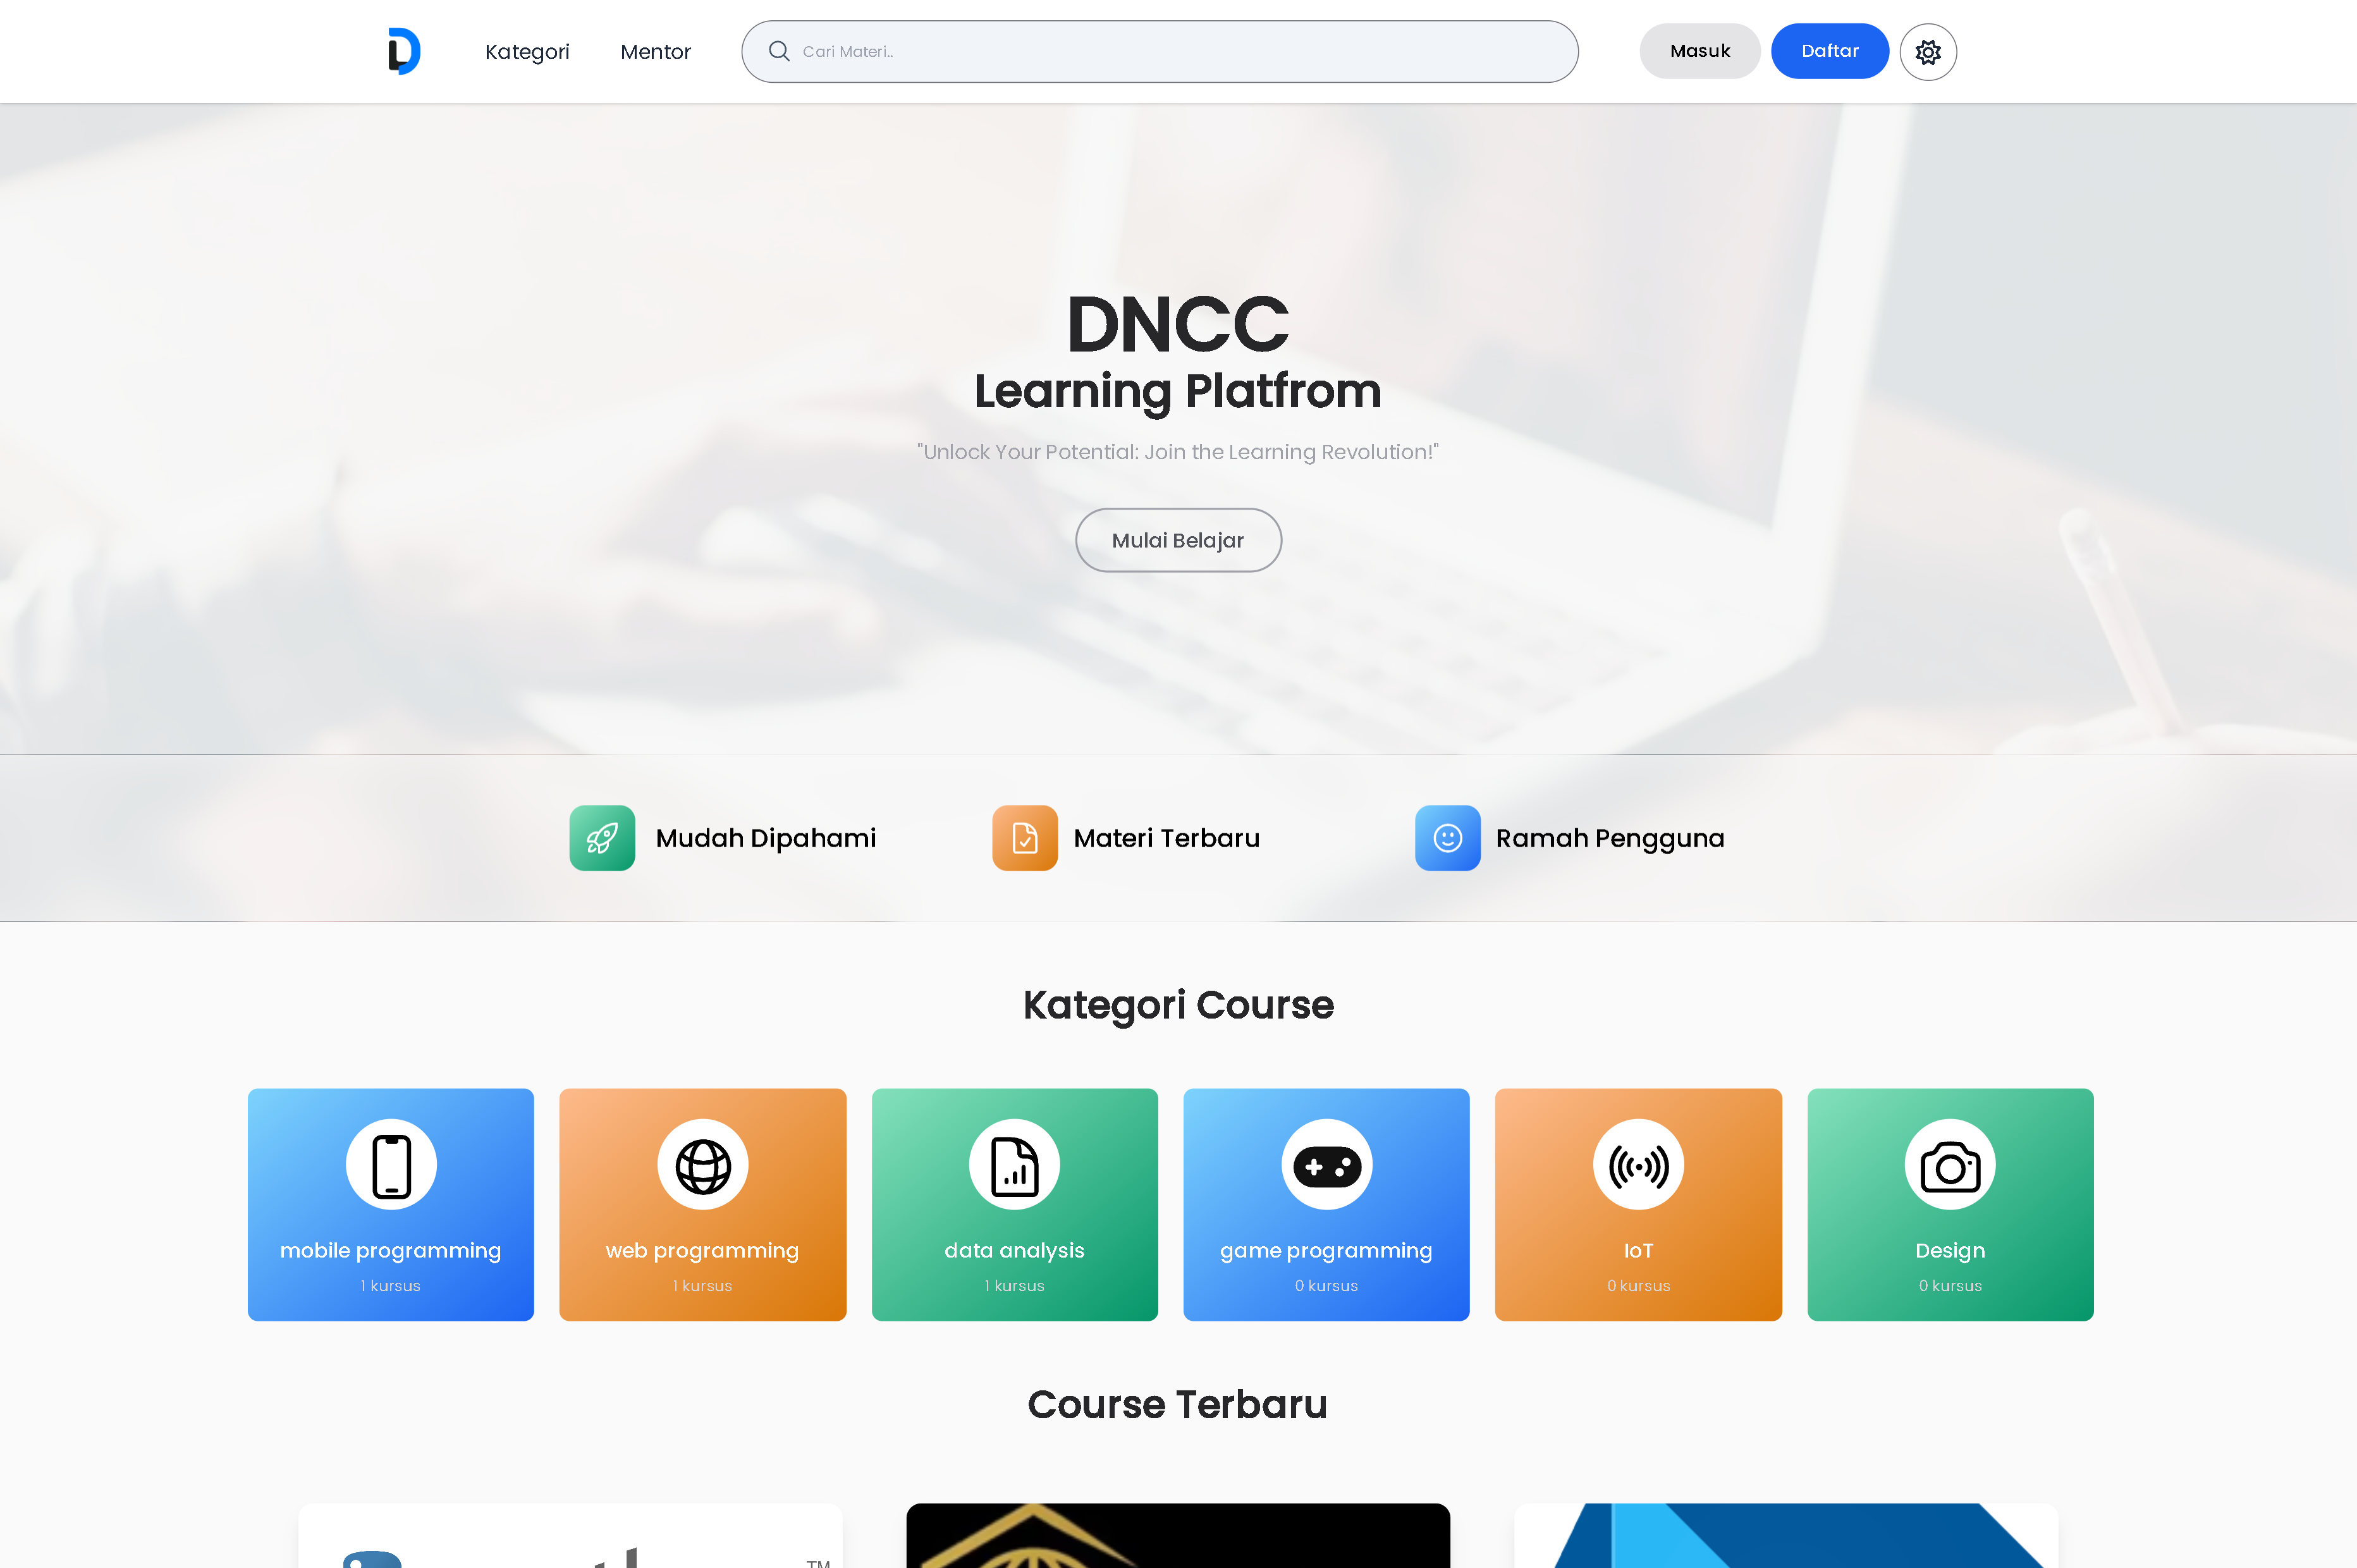 Kategori
Mentor
Cari Materi..
Masuk
Daftar
DNCC
Learning Platfrom
"Unlock Your Potential: Join the Learning Revolution!"
Mulai Belajar
Mudah Dipahami
Materi Terbaru
Ramah Pengguna
Kategori Course
mobile programming
1 kursus
web programming
1 kursus
data analysis
1 kursus
game programming
0 kursus
IoT
0 kursus
Design
0 kursus
Course Terbaru
TM